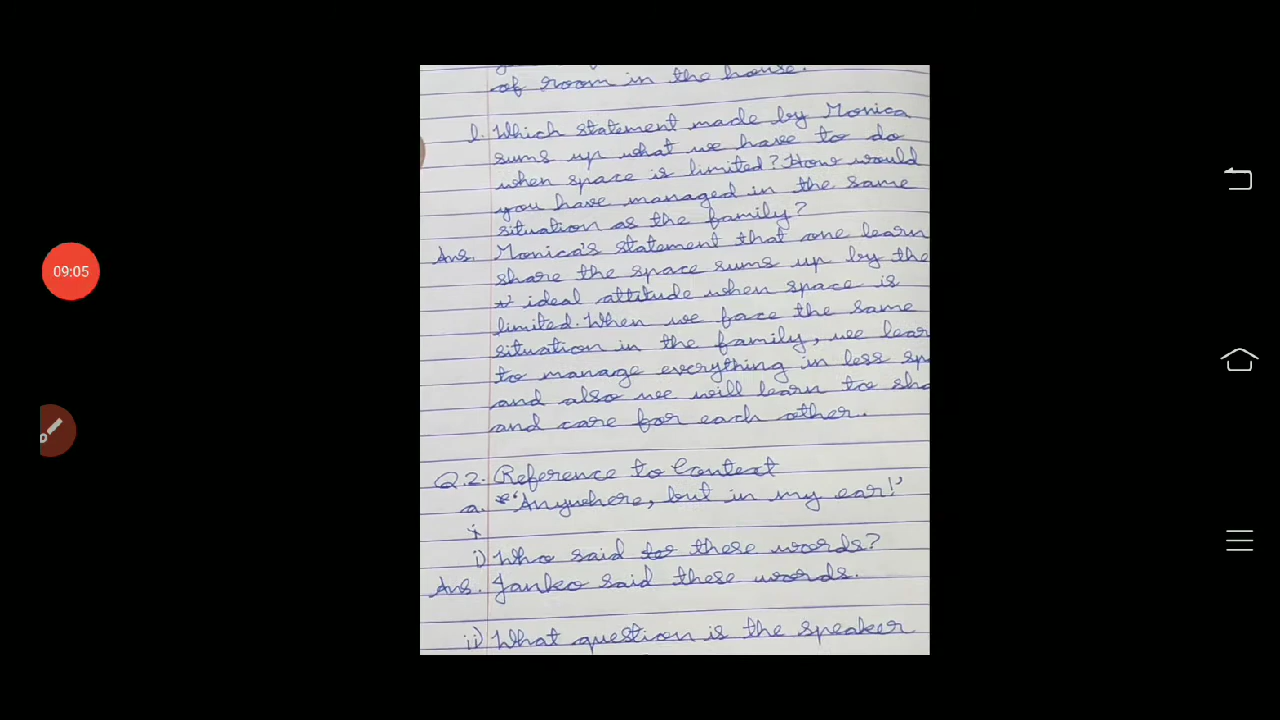 of room in the house.
l. Which statement made by Monica
sums up what we have to do
when space is limited? How would
you have managed in the same
situation as the family?
Ans. Monica's statement that one learn
share the space sums up by the
ideal attitude when space is
limited. When we face the same
situation in the family, we lear
to manage everything in less sp
and also we will learn to sha
and care for each other.
Q.2. Reference to Context
a. "Anywhere, but in my ear!"
i) Who said to these words?
Ans. Janko said these words.
ii) What question is the speaker
09:05